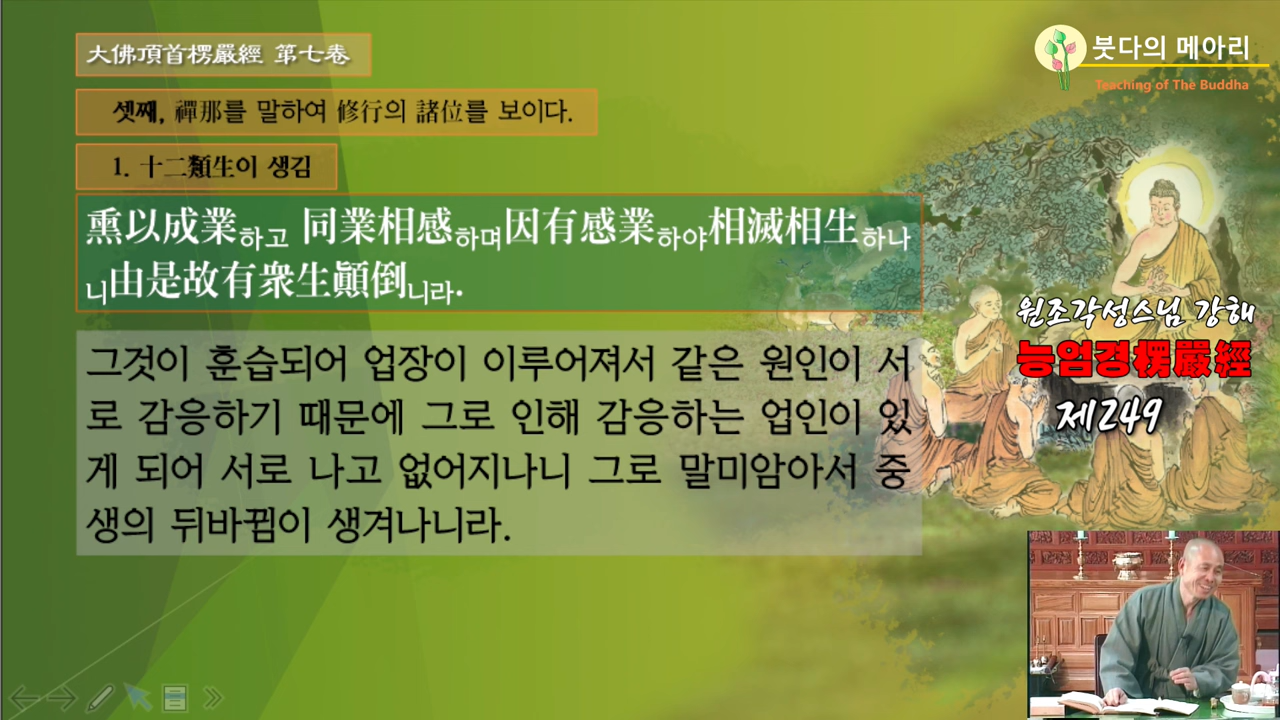 大佛頂首楞嚴經 第七卷
셋째, 禪那를 말하여 修行의 諸位를 보이다.
1. 十二類生이 생김
熏以成業하고 同業相感하며因有感業하야相滅相生하나
니由是故有衆生顚倒니라.
그것이 훈습되어 업장이 이루어져서 같은 원인이 서
로 감응하기 때문에 그로 인해 감응하는 업인이 있
게 되어 서로 나고 없어지나니 그로 말미암아서 중
생의 뒤바뀜이 생겨나니라.
붓다의 메아리
Teaching of The Buddha
원조각성스님 강해
능엄경楞嚴經
제249